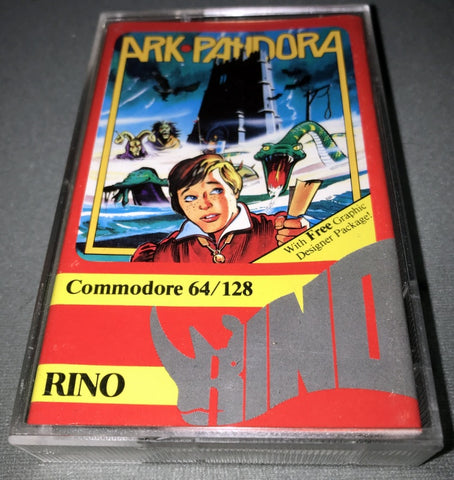 ARK•PANDORA
With Free Graphic
Designer Package!
Commodore 64/128
RINO
RINO